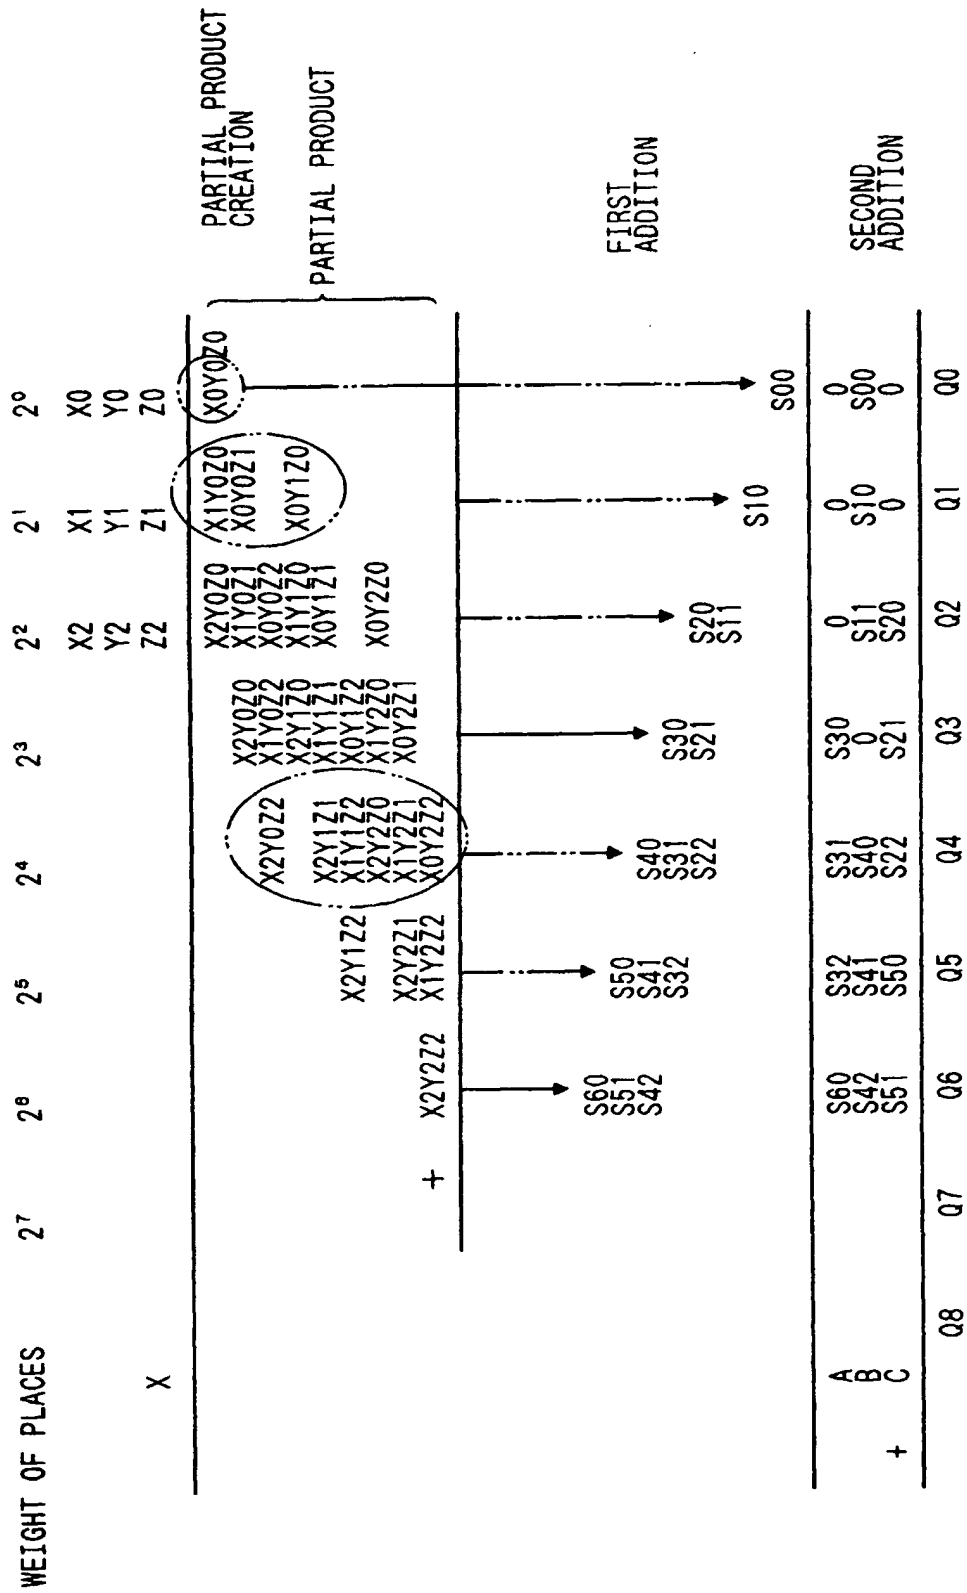 WEIGHT OF PLACES 2⁷ 2⁶ 2⁵ 2⁴ 2³ 2² 2¹ 2⁰
X2 X1 X0
Y2 Y1 Y0
X Z2 Z1 Z0
X2Y0Z0 X1Y0Z0 X0Y0Z0 PARTIAL PRODUCT
X2Y0Z0 X1Y0Z1 X0Y0Z1 CREATION
X2Y0Z2 X1Y0Z2 X0Y0Z2
X2Y1Z0 X1Y1Z0 X0Y1Z0
X2Y1Z1 X1Y1Z1 X0Y1Z1 PARTIAL PRODUCT
X2Y1Z2 X1Y1Z2 X0Y1Z2
X2Y2Z0 X1Y2Z0 X0Y2Z0
X2Y2Z1 X1Y2Z1 X0Y2Z1
+ X2Y2Z2 X1Y2Z2 X0Y2Z2
S60
S51 S50 FIRST
S42 S41 S40 ADDITION
S32 S31 S30
S22 S21 S20
S11
S10
S00
A S60 S32 S31 S30 0 0 0
B S42 S41 S40 0 S11 S10 S00 SECOND
+ C S51 S50 S22 S21 S20 0 0 ADDITION
Q8 Q7 Q6 Q5 Q4 Q3 Q2 Q1 Q0